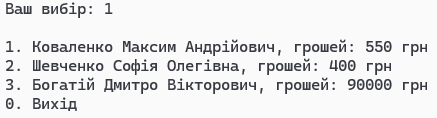 Ваш вибір: 1
1. Коваленко Максим Андрійович, грошей: 550 грн
2. Шевченко Софія Олегівна, грошей: 400 грн
3. Богатій Дмитро Вікторович, грошей: 90000 грн
0. Вихід